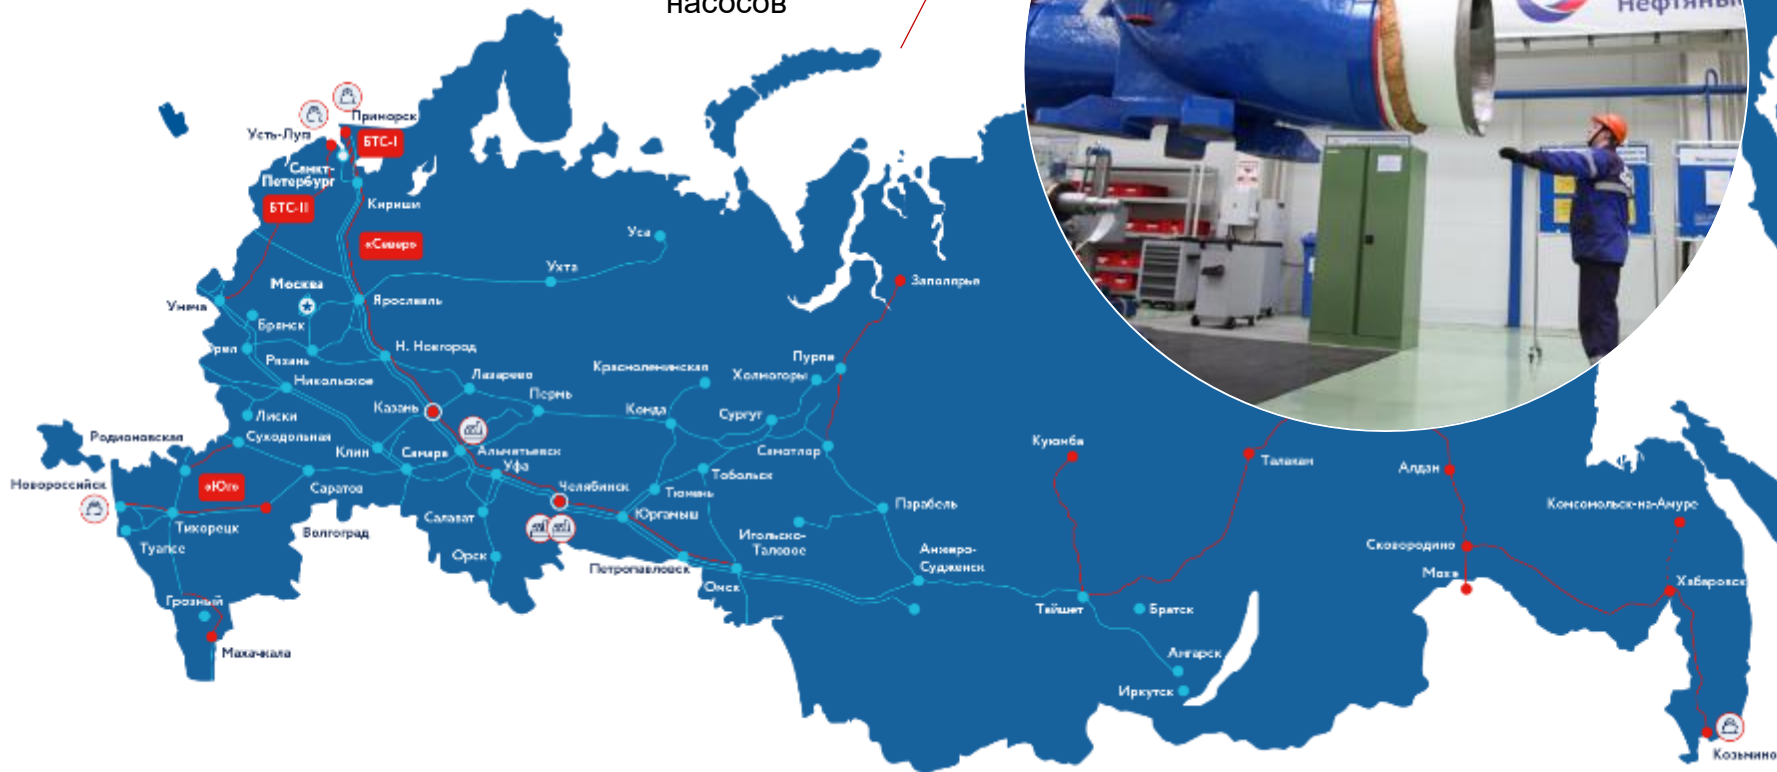 насосов
Нефтяны
Приморск
Усть-Луга
БТС-I
Санкт-
Петербург
Кириши
БТС-II
«Север»
Уса
Ухта
Москва
Заполярье
Унеча
Ярославль
Брянск
Н. Новгород
Рязань
Пурпе
Красноленинская
Холмогоры
Никольское
Лазарево
Пермь
Казань
Конда
Сургут
Лиски
Родионовская
Суходольная
Клин
Самара
Альметьевск
Самотлор
Куюмба
Талакан
Уфа
Тобольск
Алдан
Новороссийск
«Юг»
Саратов
Челябинск
Тюмень
Парабель
Комсомольск-на-Амуре
Салават
Юргамыш
Тихорецк
Волгоград
Игольско-
Таловое
Туапсе
Орск
Анжеро-
Судженск
Сковородино
Петропавловск
Омск
Мохэ
Хабаровск
Грозный
Тайшет
Братск
Махачкала
Ангарск
Иркутск
Козьмино